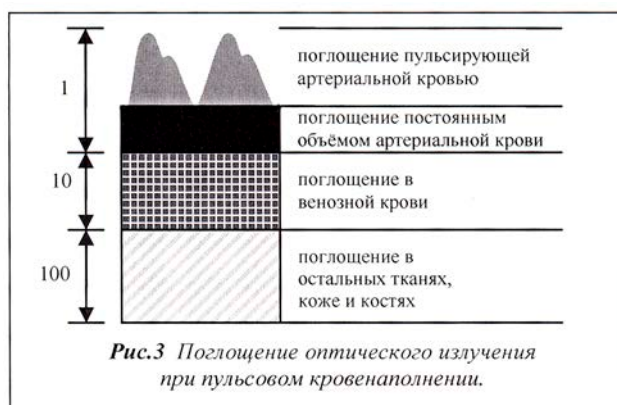 1
поглощение пульсирующей
артериальной кровью
поглощение постоянным
объёмом артериальной крови
10
поглощение в
венозной крови
100
поглощение в
остальных тканях,
коже и костях
Рис.3 Поглощение оптического излучения
при пульсовом кровенаполнении.